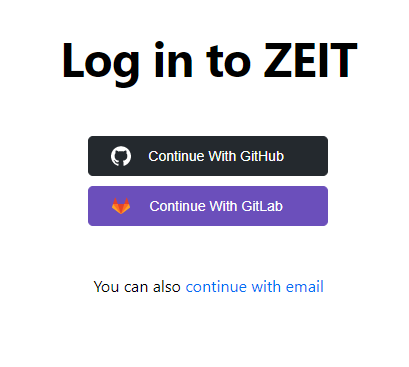 Log in to ZEIT
Continue With GitHub
Continue With GitLab
You can also continue with email